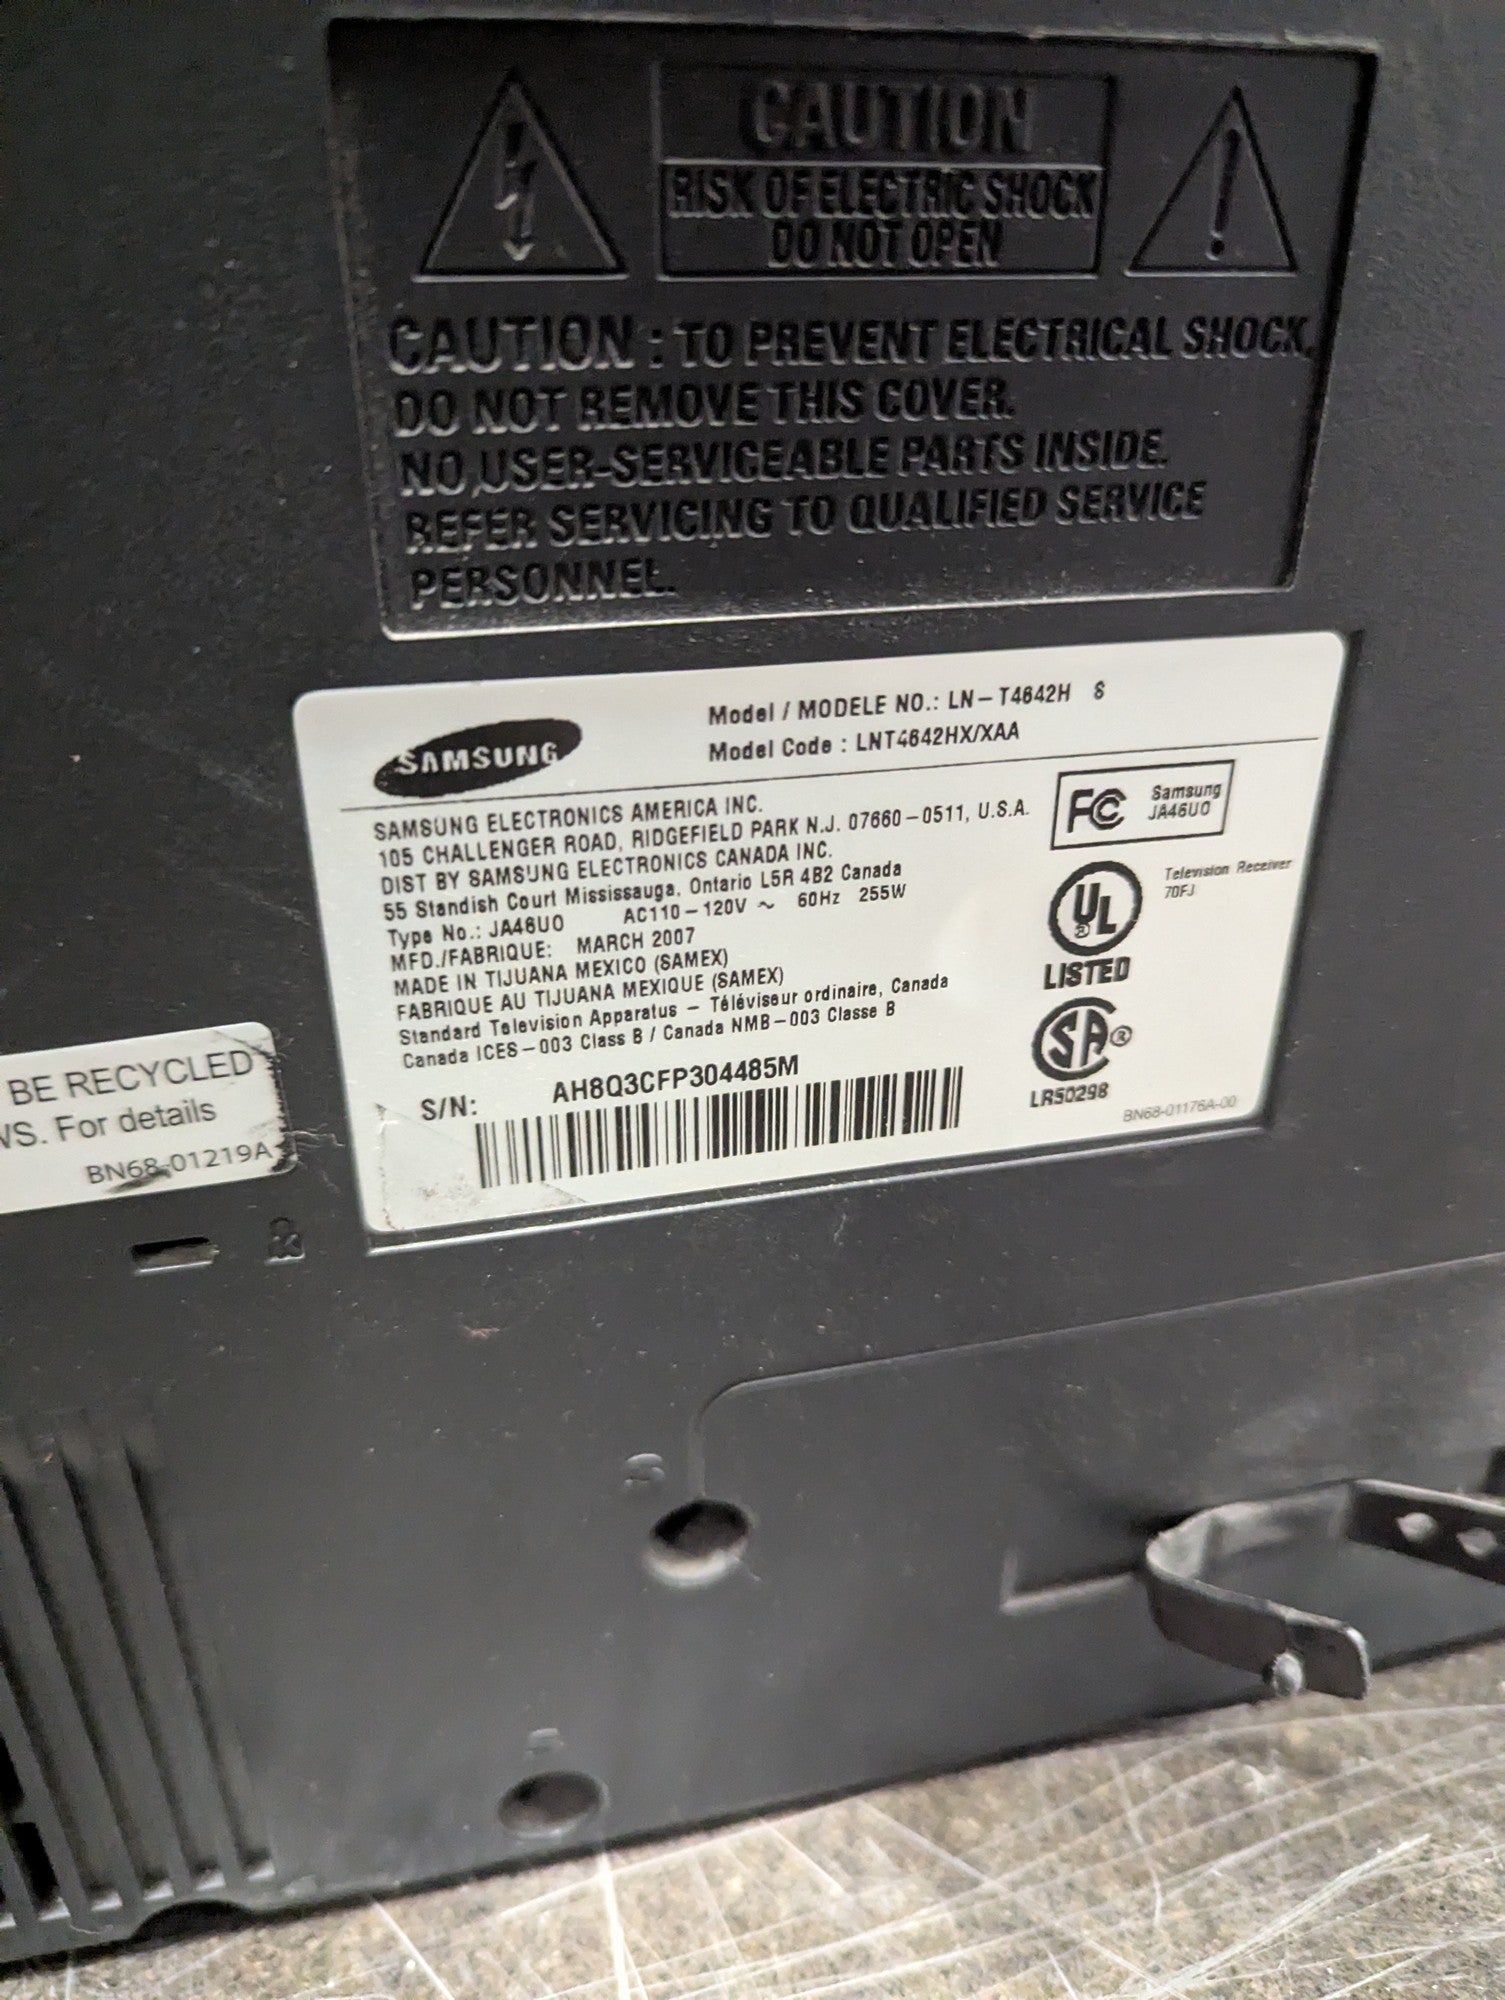 CAUTION
RISK OF ELECTRIC SHOCK
DO NOT OPEN
CAUTION : TO PREVENT ELECTRICAL SHOCK,
DO NOT REMOVE THIS COVER.
NO USER-SERVICEABLE PARTS INSIDE.
REFER SERVICING TO QUALIFIED SERVICE
PERSONNEL.
SAMSUNG
Model / MODELE NO.: LN-T4642H S
Model Code : LNT4642HX/XAA
SAMSUNG ELECTRONICS AMERICA INC.
105 CHALLENGER ROAD, RIDGEFIELD PARK N.J. 07660-0511, U.S.A.
DIST BY SAMSUNG ELECTRONICS CANADA INC.
55 Standish Court Mississauga, Ontario L5R 4B2 Canada
Type No.: JA46UO AC110-120V ~ 60Hz 255W
MFD./FABRIQUE: MARCH 2007
MADE IN TIJUANA MEXICO (SAMEX)
FABRIQUE AU TIJUANA MEXIQUE (SAMEX)
Standard Television Apparatus - Téléviseur ordinaire, Canada
Canada ICES-003 Class B / Canada NMB-003 Classe B
S/N: AH8Q3CFP304485M
FC Samsung
JA46UO
UL ®
LISTED
Television Receiver
70FJ
SA ®
LR50298
BN68-01176A-00
BE RECYCLED
WS. For details
BN68-01219A